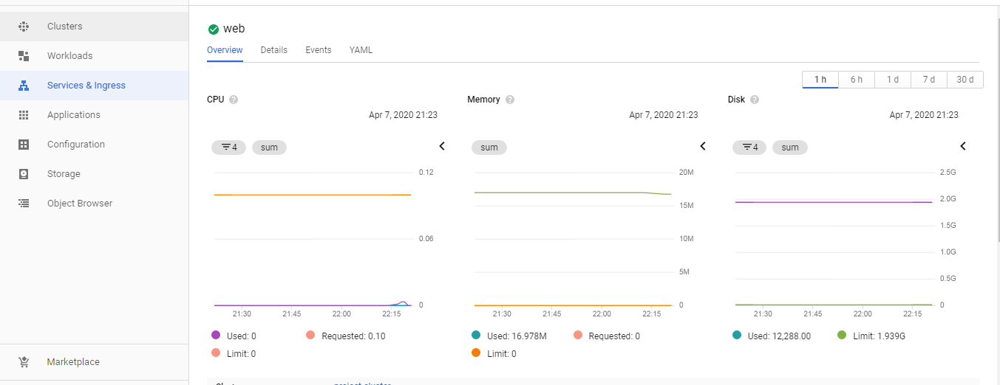 Clusters
Workloads
Services & Ingress
Applications
Configuration
Storage
Object Browser
Marketplace
web
Overview Details Events YAML
1 h 6 h 1 d 7 d 30 d
CPU ?
Apr 7, 2020 21:23
4 sum
0.12
0.06
0
21:30 21:45 22:00 22:15
Used: 0 Requested: 0.10
Limit: 0
Memory ?
Apr 7, 2020 21:23
sum
20M
15M
10M
5M
0
21:30 21:45 22:00 22:15
Used: 16.978M Requested: 0
Limit: 0
Disk ?
Apr 7, 2020 21:23
4 sum
2.5G
2.0G
1.5G
1.0G
0.5G
0
21:30 21:45 22:00 22:15
Used: 12,288.00 Limit: 1.939G